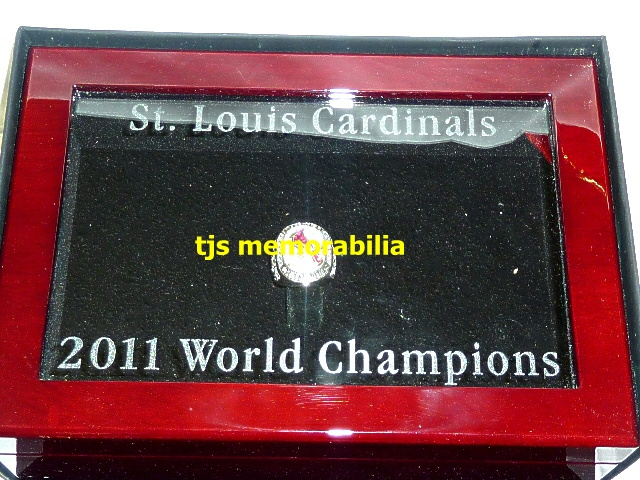 St. Louis Cardinals
tjs memorabilia
2011 World Champions